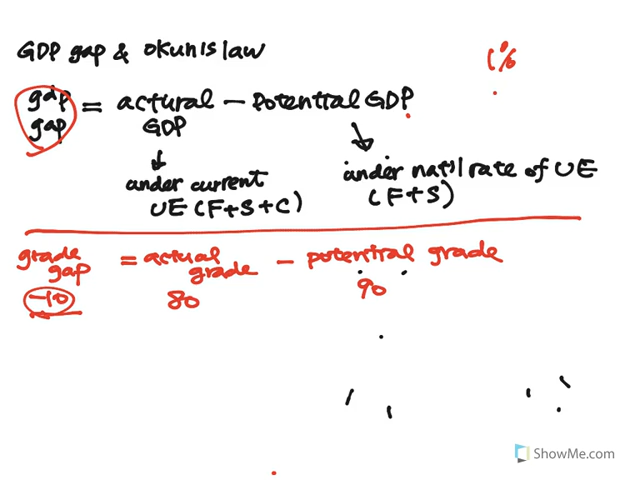 GDP gap & okun's law
1%
gdp gap = actural GDP - Potential GDP
under current UE (F+S+C)
under nat'l rate of UE (F+S)
grade gap = actual grade - potential grade
-10 80 90
ShowMe.com